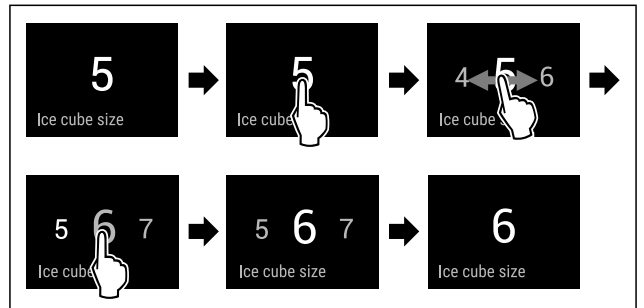 5
Ice cube size
5
Ice cub
4 5 6
Ice cube s
5 6 7
Ice cube
5 6 7
Ice cube size
6
Ice cube size